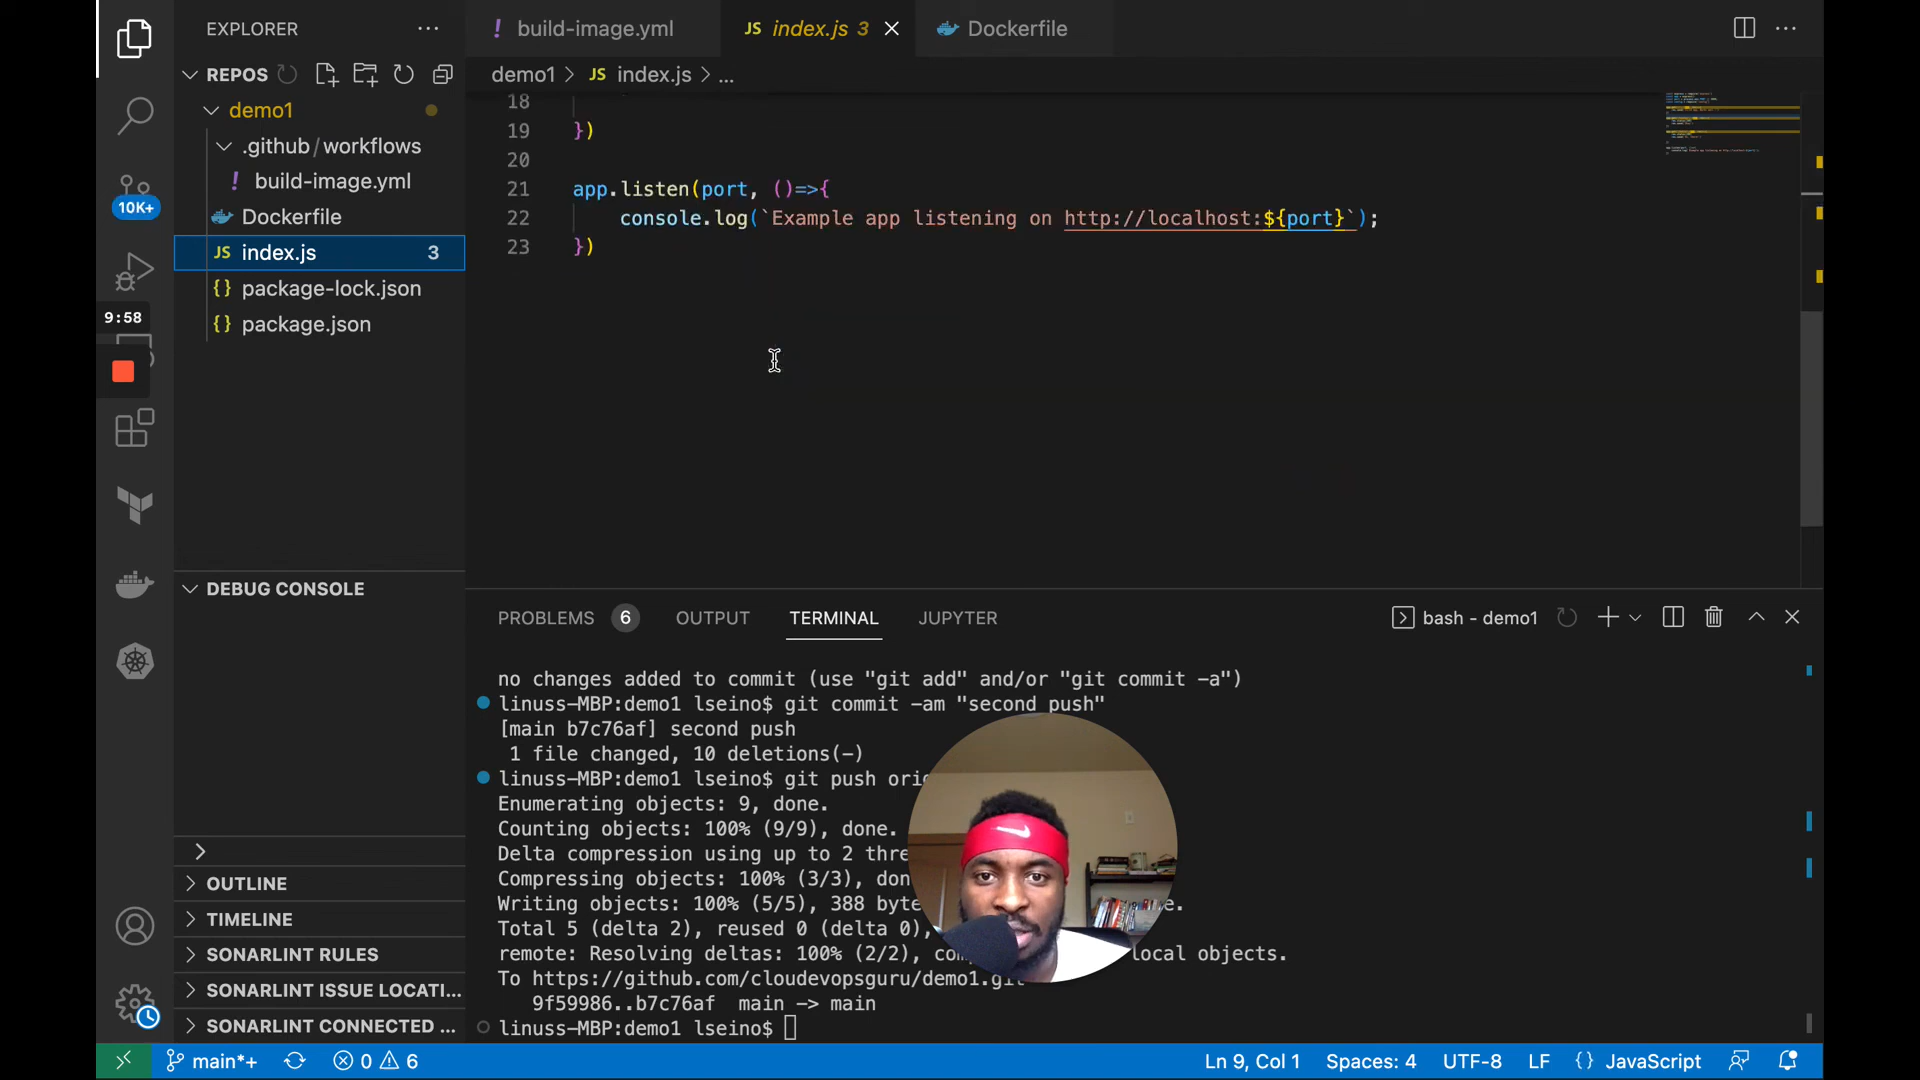 EXPLORER
REPOS
demo1
.github/workflows
! build-image.yml
Dockerfile
JS index.js 3
{} package-lock.json
{} package.json
9:58
10K+
DEBUG CONSOLE
OUTLINE
TIMELINE
SONARLINT RULES
SONARLINT ISSUE LOCATI...
SONARLINT CONNECTED ...
! build-image.yml
JS index.js 3
Dockerfile
demo1 > JS index.js > ...
18
19 })
20
21 app.listen(port, ()=>{
22 console.log(`Example app listening on http://localhost:${port}`);
23 })
PROBLEMS 6 OUTPUT TERMINAL JUPYTER
bash - demo1
no changes added to commit (use "git add" and/or "git commit -a")
linuss-MBP:demo1 lseino$ git commit -am "second push"
[main b7c76af] second push
1 file changed, 10 deletions(-)
linuss-MBP:demo1 lseino$ git push ori
Enumerating objects: 9, done.
Counting objects: 100% (9/9), done.
Delta compression using up to 2 thre
Compressing objects: 100% (3/3), don
Writing objects: 100% (5/5), 388 byte e.
Total 5 (delta 2), reused 0 (delta 0),
remote: Resolving deltas: 100% (2/2), com local objects.
To https://github.com/cloudevopsguru/demo1.git
9f59986..b7c76af main -> main
linuss-MBP:demo1 lseino$
main*+ 0 6
Ln 9, Col 1 Spaces: 4 UTF-8 LF {} JavaScript